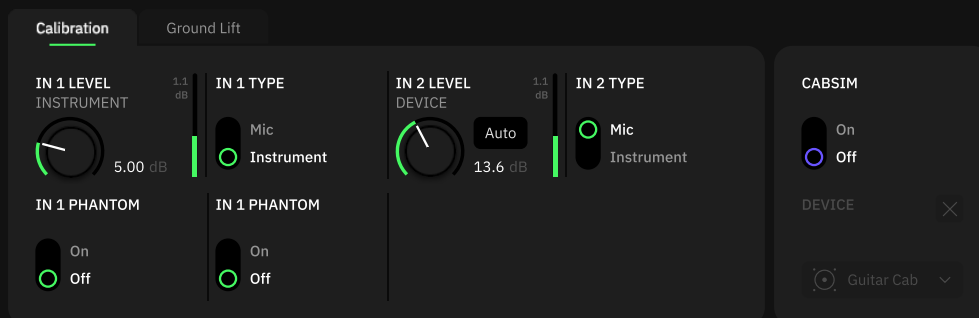 Calibration
Ground Lift
IN 1 LEVEL
INSTRUMENT
1.1
dB
5.00 dB
IN 1 TYPE
Mic
Instrument
IN 2 LEVEL
DEVICE
Auto
1.1
dB
13.6 dB
IN 2 TYPE
Mic
Instrument
IN 1 PHANTOM
On
Off
IN 1 PHANTOM
On
Off
CABSIM
On
Off
DEVICE
Guitar Cab